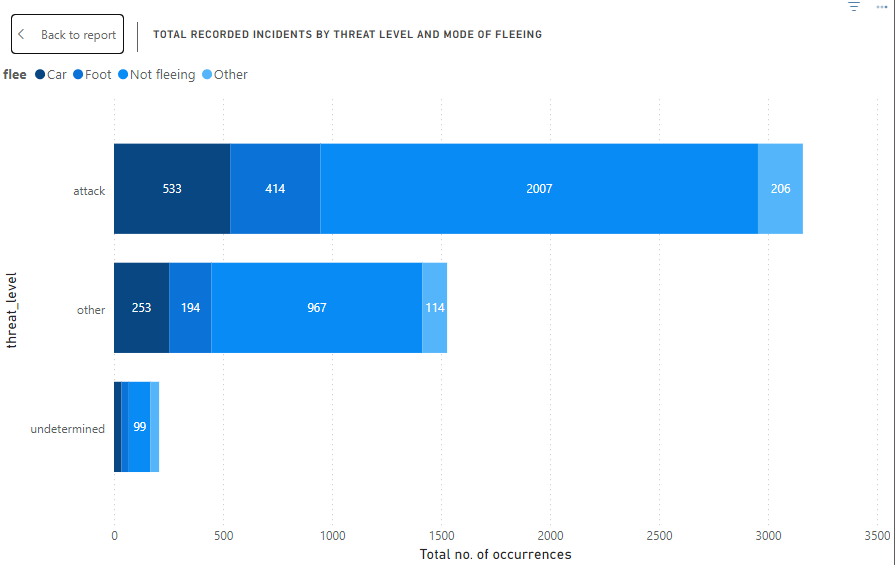 Back to report
TOTAL RECORDED INCIDENTS BY THREAT LEVEL AND MODE OF FLEEING
flee Car Foot Not fleeing Other
threat_level
attack 533 414 2007 206
other 253 194 967 114
undetermined 99
0 500 1000 1500 2000 2500 3000 3500
Total no. of occurrences